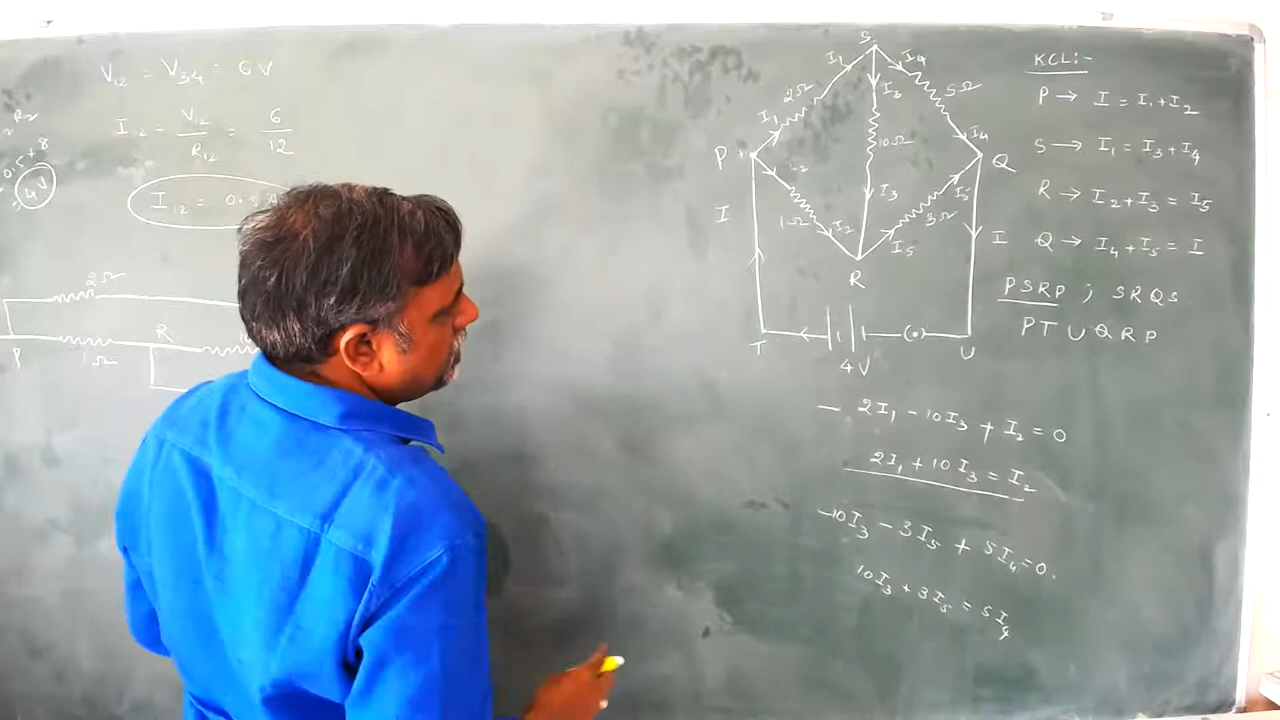 V₁₂ = V₃₄ = 6V
I₁₂ = V₁₂/R₁₂ = 6/12
I₁₂ = 0.
0.5+8
4V
2Ω
P
1Ω
R
S
I₁
I₄
2Ω
I₃
5Ω
I₁
10Ω
I₄
P +
I₂
Q
I₃
I₅
I
1Ω
I₂
3Ω
I₅
I
R
T
4V
U
KCL:-
P → I = I₁+I₂
S → I₁ = I₃+I₄
R → I₂+I₃ = I₅
Q → I₄+I₅ = I
PSRP ; SRQS
PTUQRP
- 2I₁ - 10I₃ + I₂ = 0
2I₁ + 10I₃ = I₂
-10I₃ - 3I₅ + 5I₄ = 0.
10I₃ + 3I₅ = 5I₄